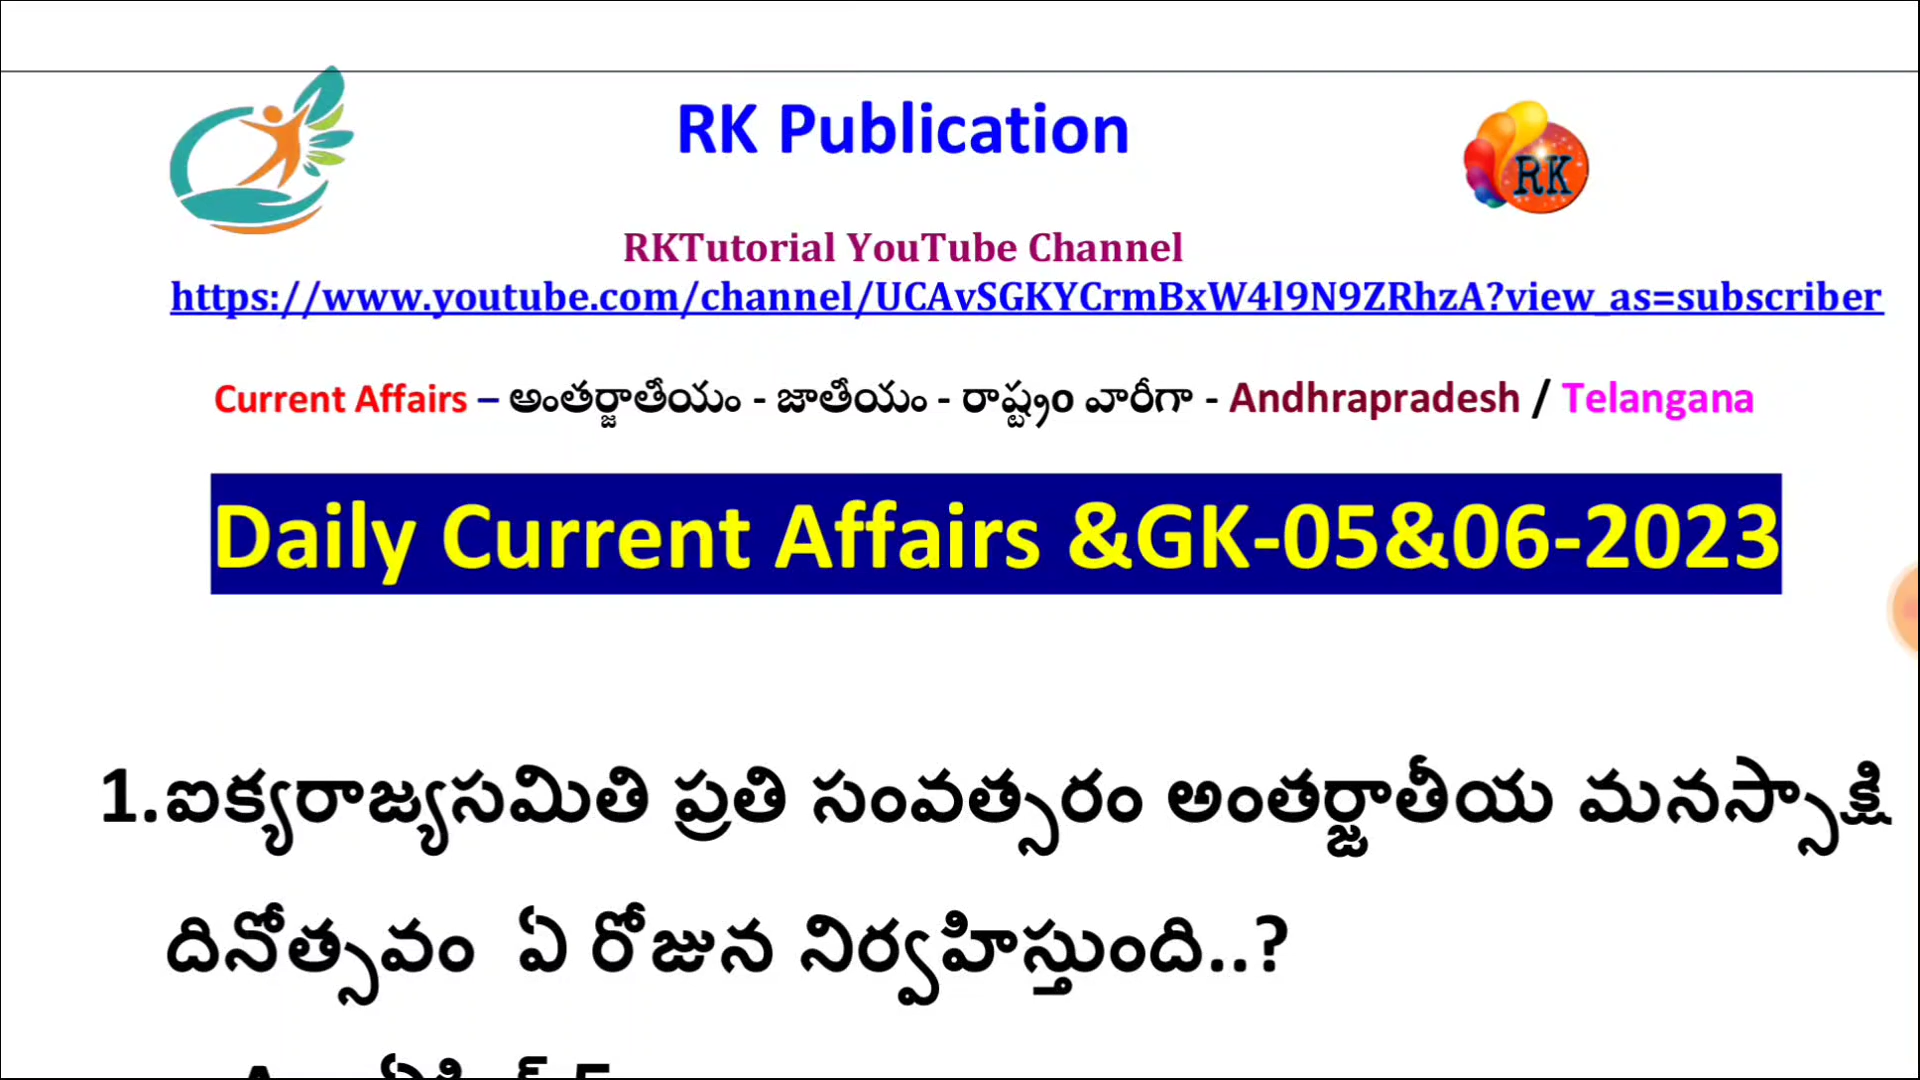 RK Publication
RK
RKTutorial YouTube Channel
https://www.youtube.com/channel/UCAvSGKYCrmBxW4l9N9ZRhzA?view_as=subscriber
Current Affairs – అంతర్జాతీయం - జాతీయం - రాష్ట్రం వారీగా - Andhrapradesh / Telangana
Daily Current Affairs &GK-05&06-2023
1.ఐక్యరాజ్యసమితి ప్రతి సంవత్సరం అంతర్జాతీయ మనస్సాక్షి
దినోత్సవం ఏ రోజున నిర్వహిస్తుంది..?